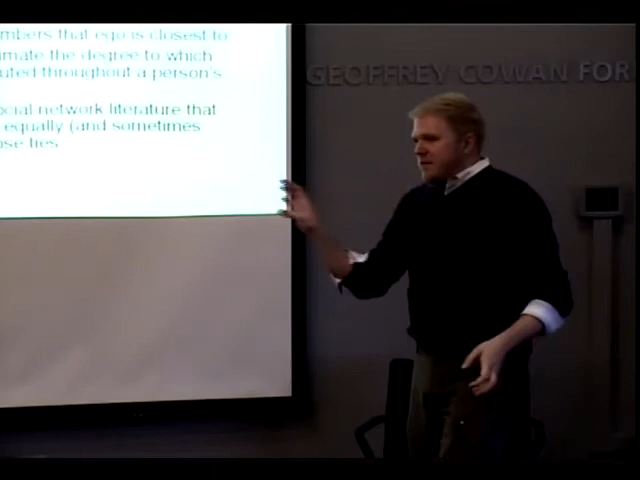 mbers that ego is closest to
imate the degree to which
uted throughout a person's
ocial network literature that
equally (and sometimes
ose ties
GEOFFREY COWAN FOR